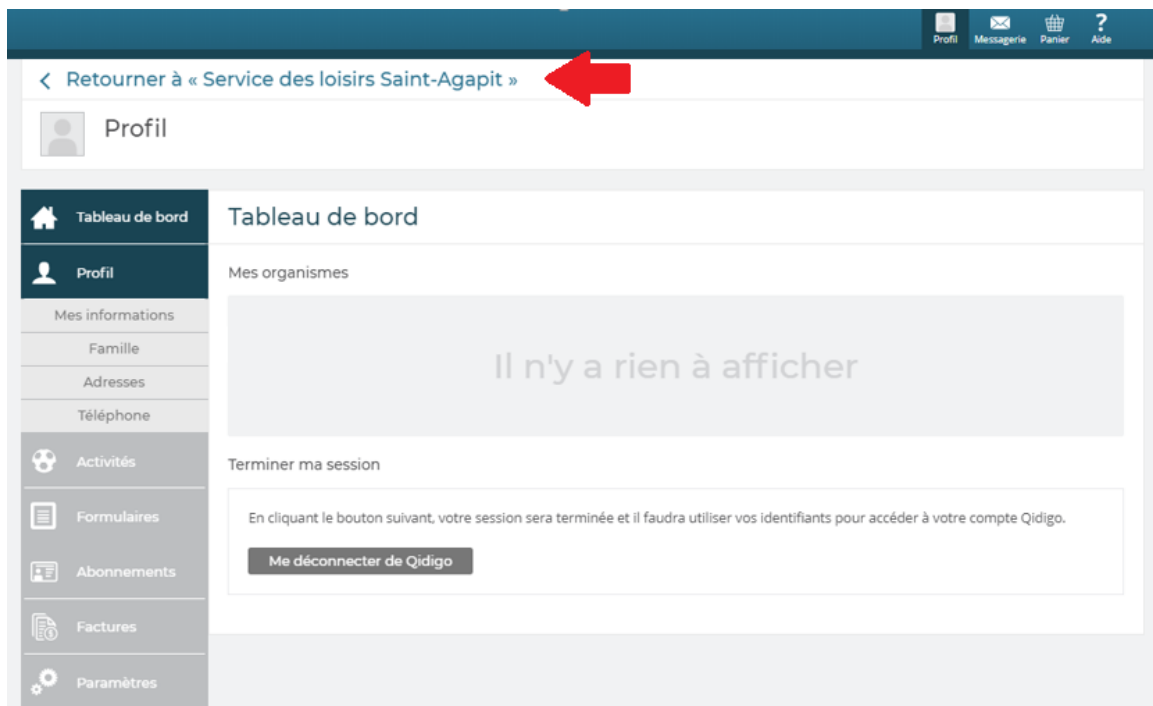 Profil
Messagerie
Panier
? Aide
Retourner à « Service des loisirs Saint-Agapit »
Profil
Tableau de bord
Profil
Mes informations
Famille
Adresses
Téléphone
Activités
Formulaires
Abonnements
Factures
Paramètres
Tableau de bord
Mes organismes
Il n'y a rien à afficher
Terminer ma session
En cliquant le bouton suivant, votre session sera terminée et il faudra utiliser vos identifiants pour accéder à votre compte Qidigo.
Me déconnecter de Qidigo